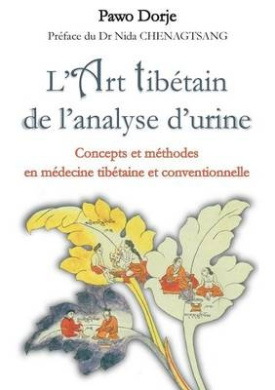 Pawo Dorje
Préface du Dr Nida CHENAGTSANG
L'Art tibétain
de l'analyse d'urine
Concepts et méthodes
en médecine tibétaine et conventionnelle